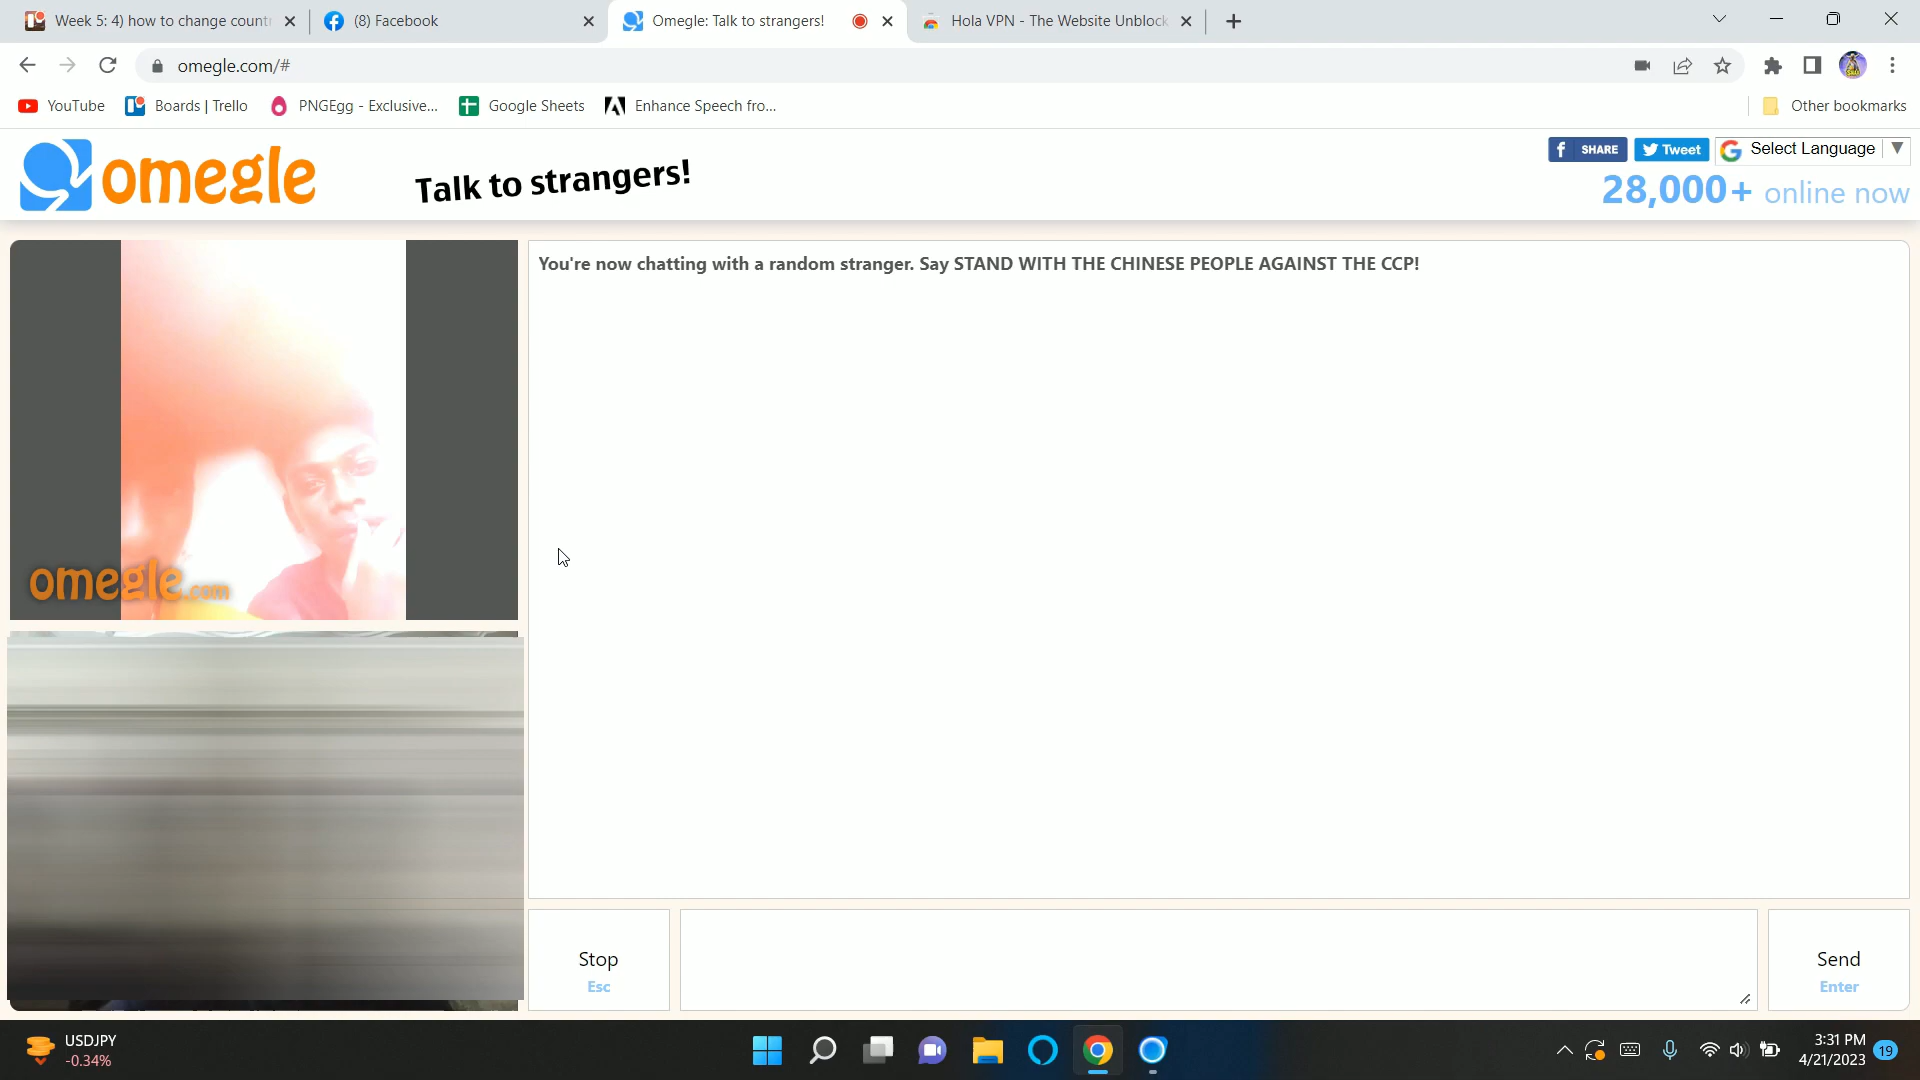 Week 5: 4) how to change count
(8) Facebook
Omegle: Talk to strangers!
Hola VPN - The Website Unblock
omegle.com/#
YouTube
Boards | Trello
PNGEgg - Exclusive...
Google Sheets
Enhance Speech fro...
Other bookmarks
omegle
Talk to strangers!
f SHARE
Tweet
G Select Language ▼
28,000+ online now
You're now chatting with a random stranger. Say STAND WITH THE CHINESE PEOPLE AGAINST THE CCP!
omegle.com
Stop
Esc
Send
Enter
USDJPY
-0.34%
3:31 PM
4/21/2023
19